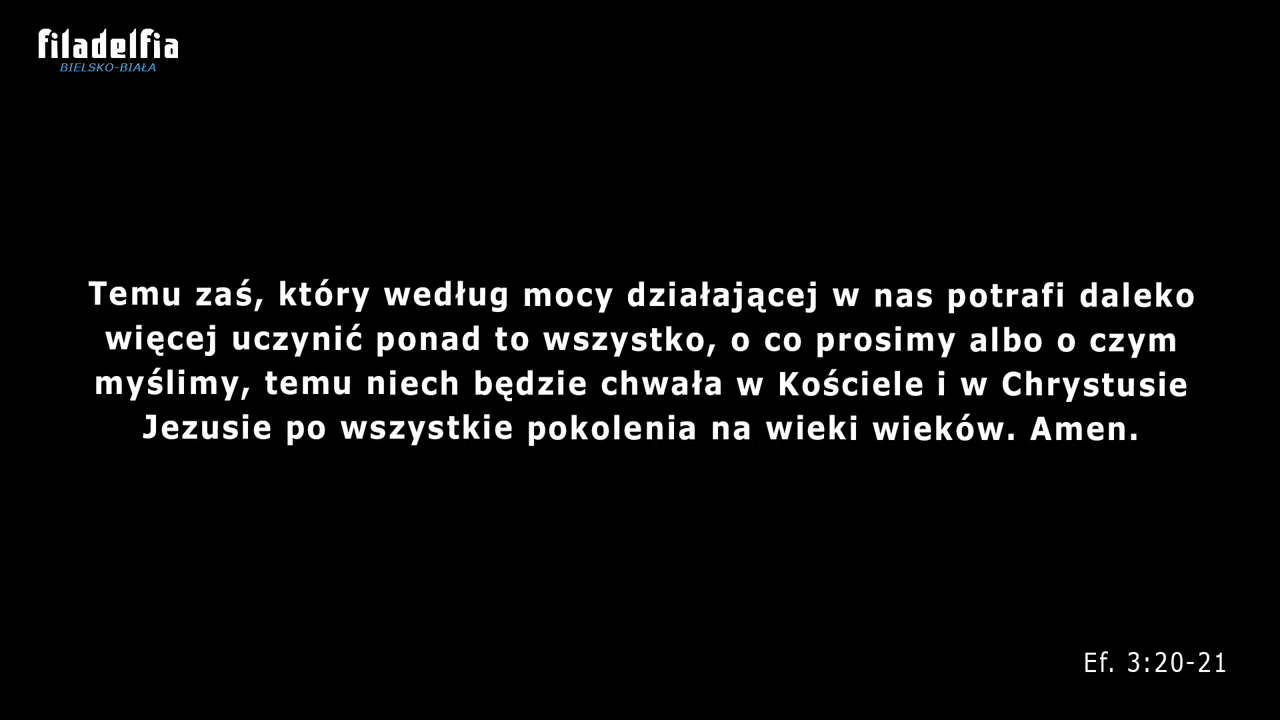 filadelfia
BIELSKO-BIAŁA
Temu zaś, który według mocy działającej w nas potrafi daleko
więcej uczynić ponad to wszystko, o co prosimy albo o czym
myślimy, temu niech będzie chwała w Kościele i w Chrystusie
Jezusie po wszystkie pokolenia na wieki wieków. Amen.
Ef. 3:20-21